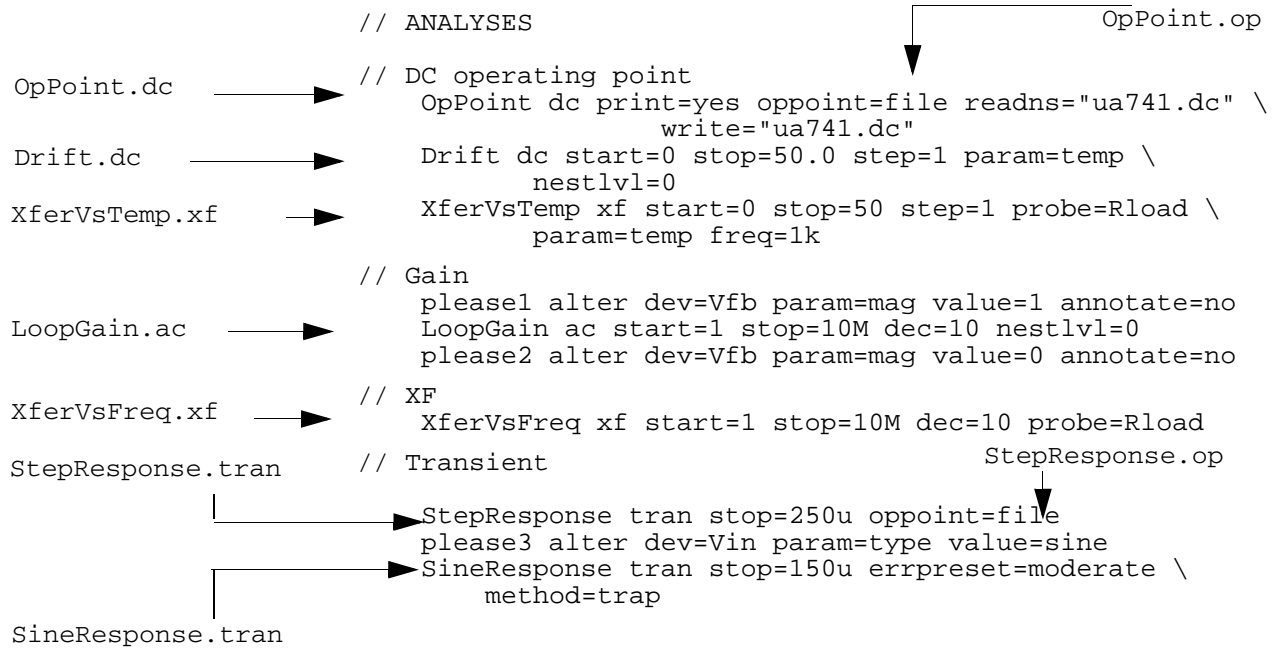 // ANALYSES
OpPoint.op
// DC operating point
OpPoint.dc
OpPoint dc print=yes oppoint=file readns="ua741.dc" \
write="ua741.dc"
Drift.dc
Drift dc start=0 stop=50.0 step=1 param=temp \
nestlvl=0
XferVsTemp.xf
XferVsTemp xf start=0 stop=50 step=1 probe=Rload \
param=temp freq=1k
// Gain
please1 alter dev=Vfb param=mag value=1 annotate=no
LoopGain.ac
LoopGain ac start=1 stop=10M dec=10 nestlvl=0
please2 alter dev=Vfb param=mag value=0 annotate=no
// XF
XferVsFreq.xf
XferVsFreq xf start=1 stop=10M dec=10 probe=Rload
StepResponse.tran
// Transient
StepResponse.op
StepResponse tran stop=250u oppoint=file
please3 alter dev=Vin param=type value=sine
SineResponse tran stop=150u errpreset=moderate \
method=trap
SineResponse.tran